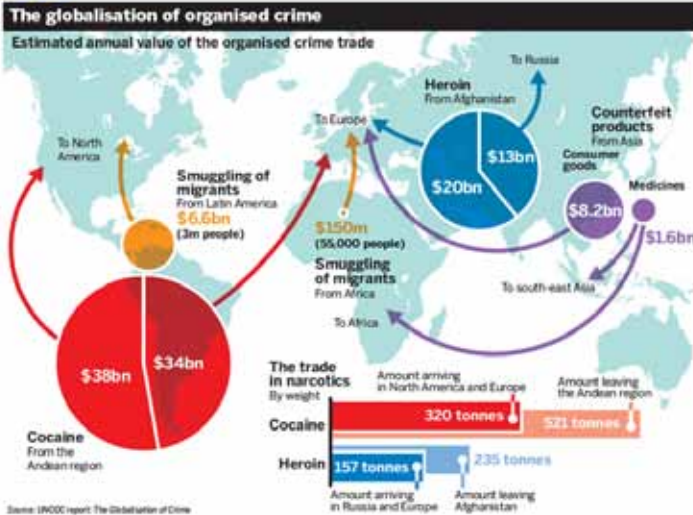 The globalisation of organised crime
Estimated annual value of the organised crime trade
To Russia
Heroin
From Afghanistan
To Europe
Counterfeit
products
From Asia
Consumer
goods
To North
America
$13bn
$20bn
Smuggling of
migrants
From Latin America
$6.6bn
(3m people)
Medicines
$8.2bn
$1.6bn
$150m
(55,000 people)
Smuggling
of migrants
From Africa
To south-east Asia
To Africa
$38bn
$34bn
Cocaine
From the
Andean region
The trade
in narcotics
By weight
Amount arriving
in North America and Europe
Amount leaving
the Andean region
Cocaine
320 tonnes
521 tonnes
Heroin
157 tonnes
235 tonnes
Amount arriving
in Russia and Europe
Amount leaving
Afghanistan
Source: UNODC report: The Globalisation of Crime